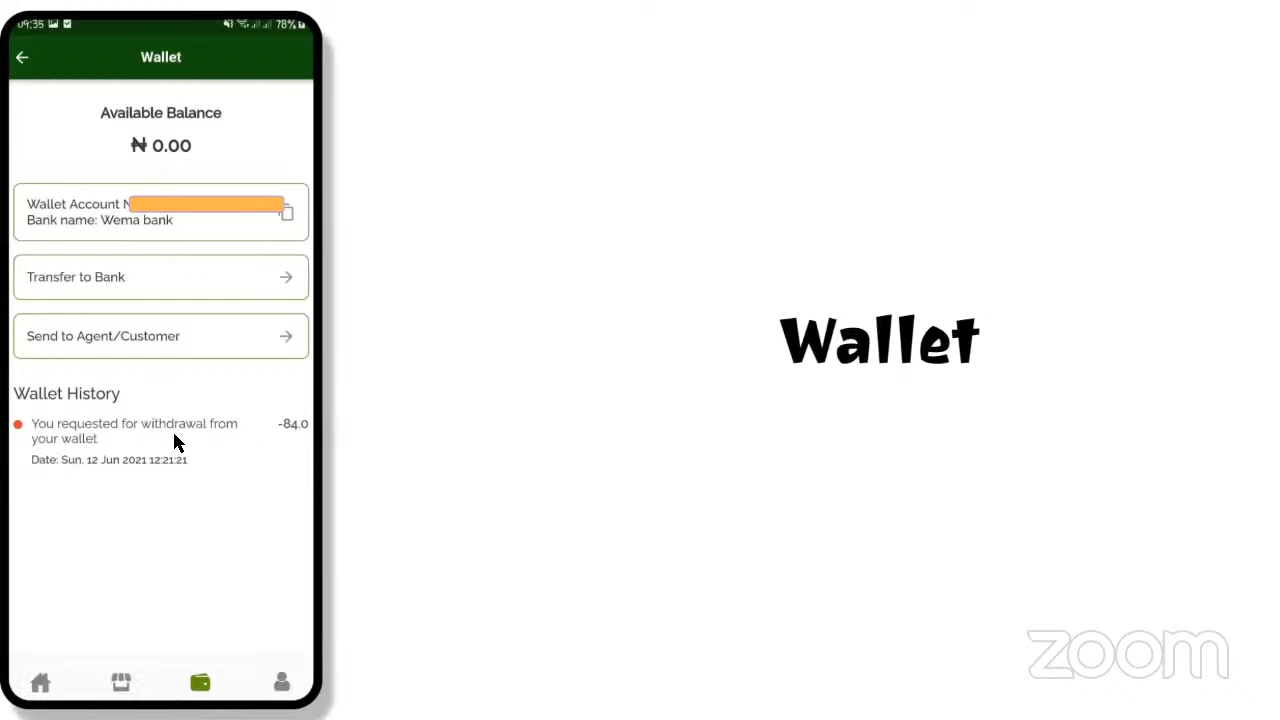 09:35
78%
Wallet
Available Balance
₦ 0.00
Wallet Account N
Bank name: Wema bank
Transfer to Bank
Send to Agent/Customer
Wallet History
You requested for withdrawal from
your wallet
-84.0
Date: Sun, 12 Jun 2021 12:21:21
Wallet
zoom